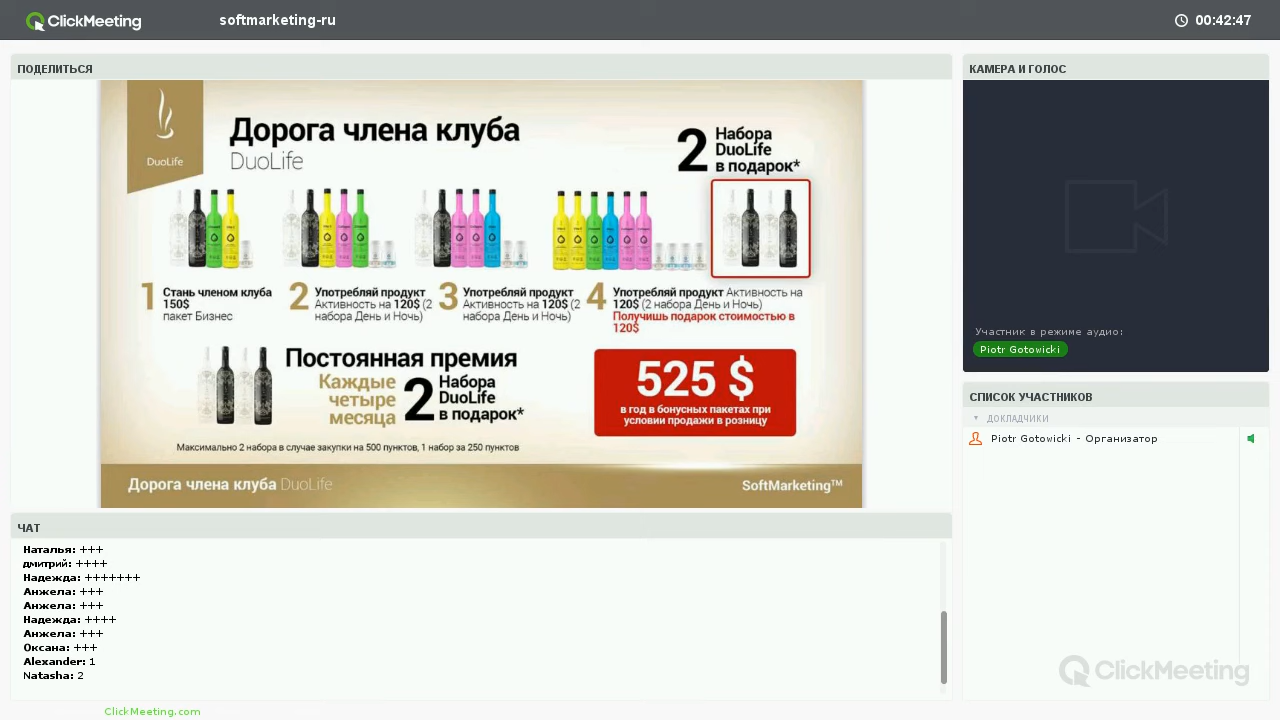 ClickMeeting
softmarketing-ru
00:42:47
ПОДЕЛИТЬСЯ
DuoLife
Дорога члена клуба
DuoLife
2 Набора
DuoLife
в подарок*
1 Стань членом клуба
150$
пакет Бизнес
2 Употребляй продукт
Активность на 120$ (2
набора День и Ночь)
3 Употребляй продукт
Активность на 120$ (2
набора День и Ночь)
4 Употребляй продукт Активность на
120$ (2 набора День и Ночь)
Получишь подарок стоимостью в
120$
Постоянная премия
Каждые
четыре
месяца
2 Набора
DuoLife
в подарок*
525 $
в год в бонусных пакетах при
условии продажи в розницу
Максимально 2 набора в случае закупки на 500 пунктов, 1 набор за 250 пунктов
Дорога члена клуба DuoLife
SoftMarketing™
КАМЕРА И ГОЛОС
Участник в режиме аудио:
Piotr Gotowicki
СПИСОК УЧАСТНИКОВ
ДОКЛАДЧИКИ
Piotr Gotowicki - Организатор
ЧАТ
Наталья: +++
дмитрий: ++++
Надежда: +++++++
Анжела: +++
Анжела: +++
Надежда: ++++
Анжела: +++
Оксана: +++
Alexander: 1
Natasha: 2
ClickMeeting
ClickMeeting.com